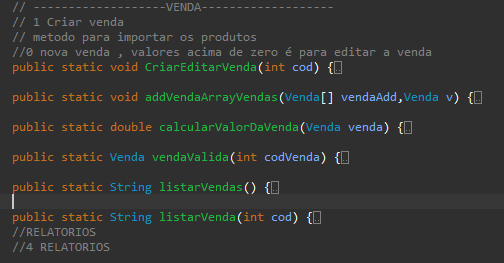 // -------------------VENDA-------------------
// 1 Criar venda
// metodo para importar os produtos
//0 nova venda , valores acima de zero é para editar a venda
public static void CriarEditarVenda(int cod) {
public static void addVendaArrayVendas(Venda[] vendaAdd,Venda v) {
public static double calcularValorDaVenda(Venda venda) {
public static Venda vendaValida(int codVenda) {
public static String listarVendas() {
public static String listarVenda(int cod) {
//RELATORIOS
//4 RELATORIOS